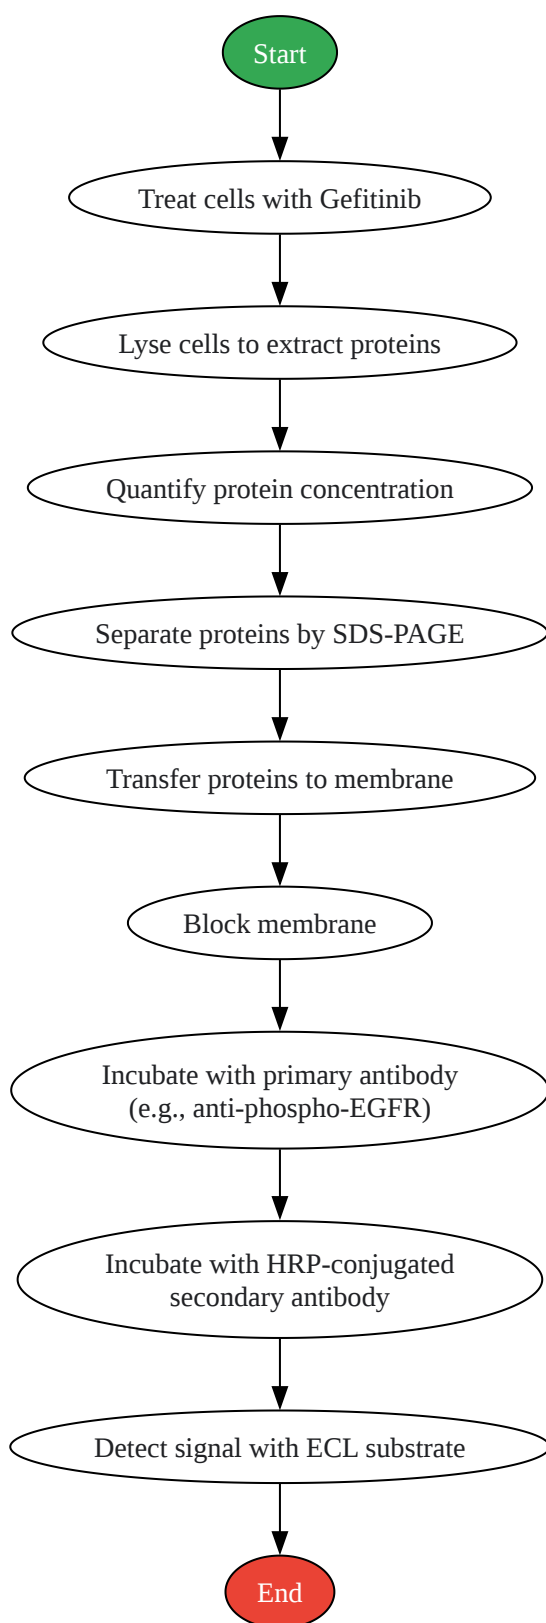 Start
Treat cells with Gefitinib
Lyse cells to extract proteins
Quantify protein concentration
Separate proteins by SDS-PAGE
Transfer proteins to membrane
Block membrane
Incubate with primary antibody
(e.g., anti-phospho-EGFR)
Incubate with HRP-conjugated
secondary antibody
Detect signal with ECL substrate
End